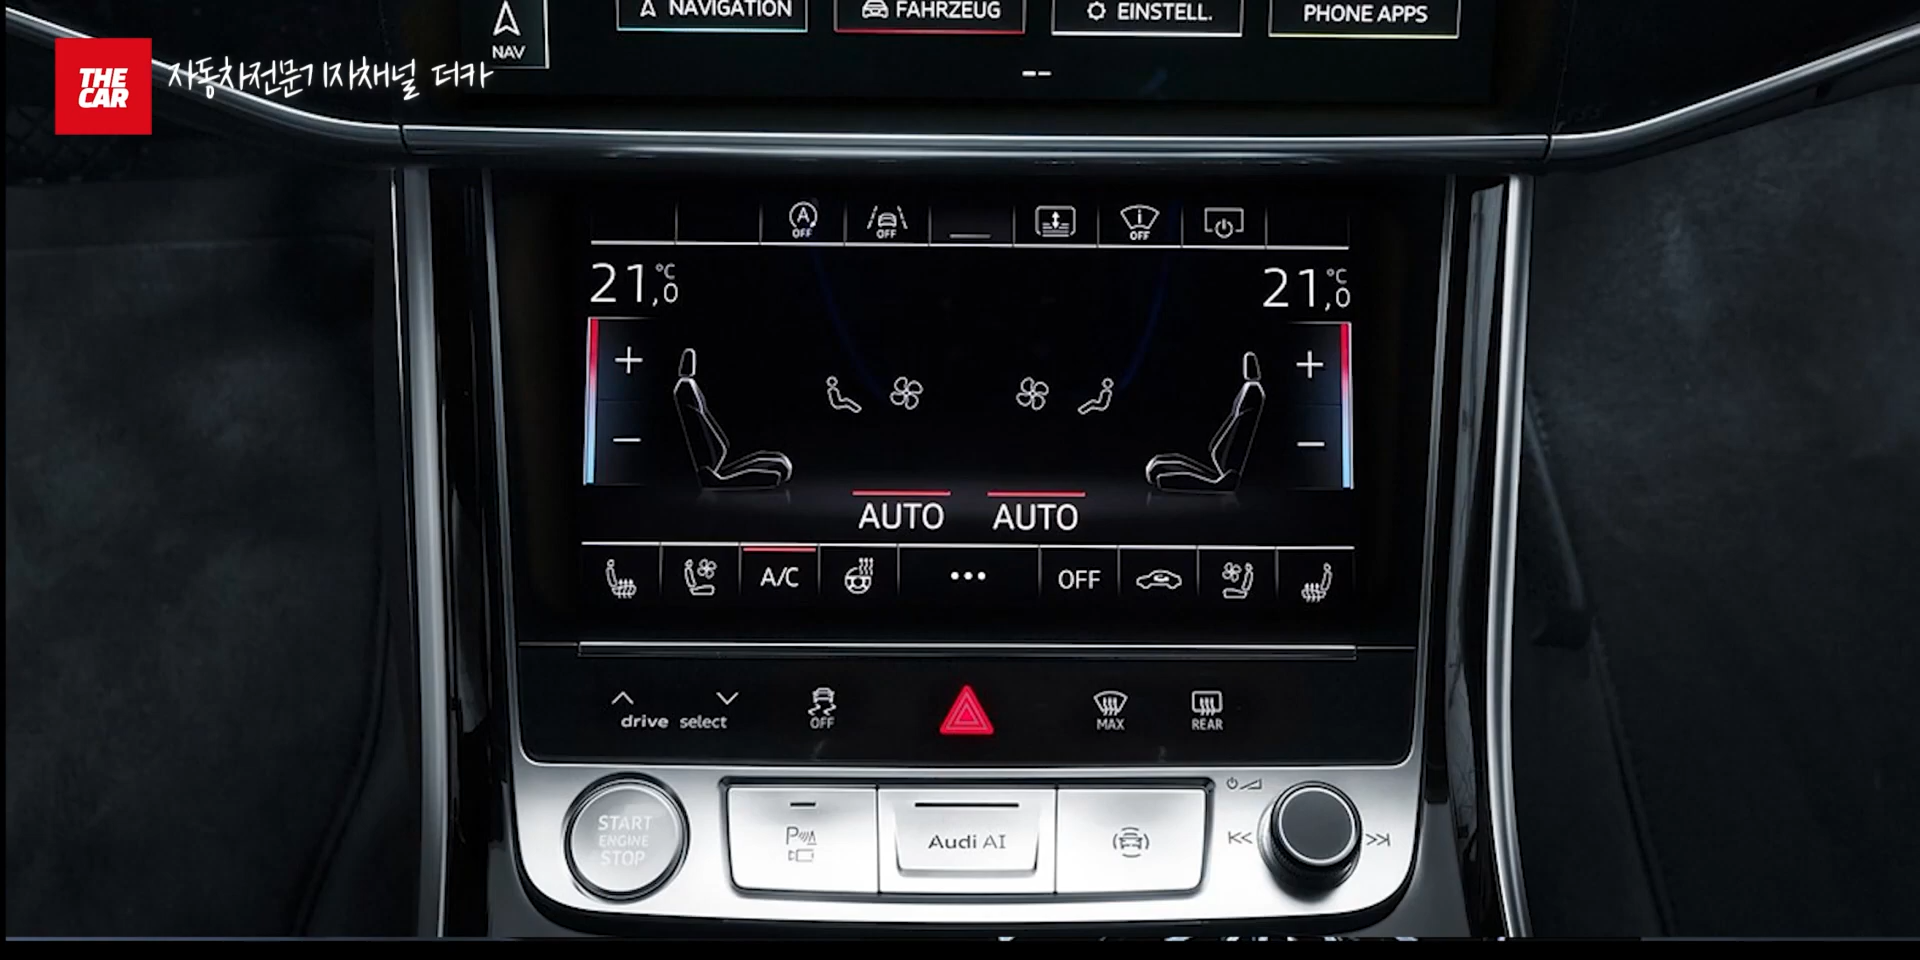 NAVIGATION
FAHRZEUG
EINSTELL.
PHONE APPS
NAV
THE
CAR
자동차전문기자채널 더카
A
OFF
OFF
OFF
21,0 °C
21,0 °C
AUTO
AUTO
A/C
OFF
drive select
OFF
MAX
REAR
START
ENGINE
STOP
P
Audi AI